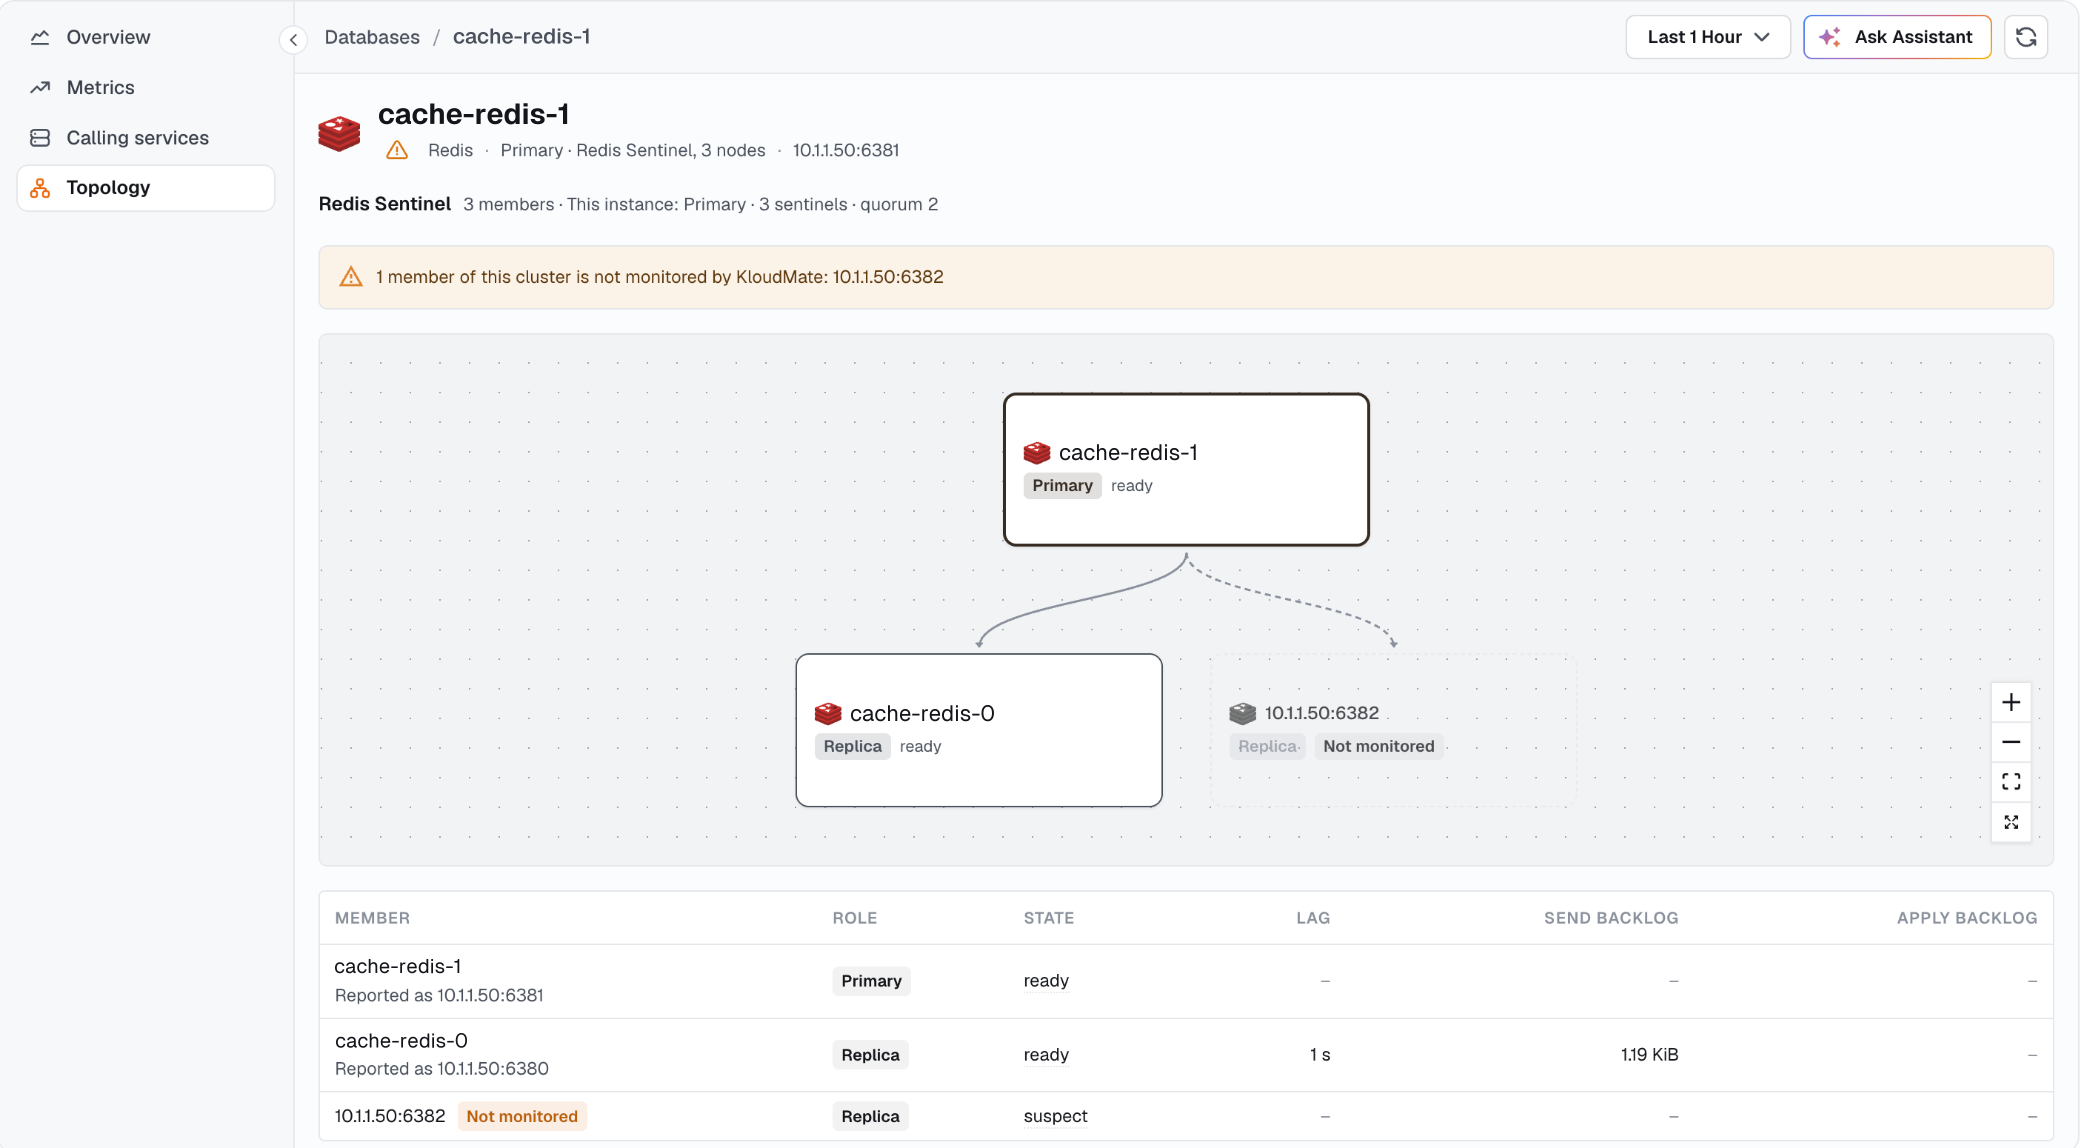 Overview
Metrics
Calling services
Topology
Databases / cache-redis-1
Last 1 Hour
Ask Assistant
cache-redis-1
Redis · Primary · Redis Sentinel, 3 nodes · 10.1.1.50:6381
Redis Sentinel 3 members · This instance: Primary · 3 sentinels · quorum 2
1 member of this cluster is not monitored by KloudMate: 10.1.1.50:6382
cache-redis-1
Primary ready
cache-redis-0
Replica ready
10.1.1.50:6382
Replica Not monitored
MEMBER ROLE STATE LAG SEND BACKLOG APPLY BACKLOG
cache-redis-1
Reported as 10.1.1.50:6381
Primary ready – – –
cache-redis-0
Reported as 10.1.1.50:6380
Replica ready 1 s 1.19 KiB –
10.1.1.50:6382 Not monitored Replica suspect – – –